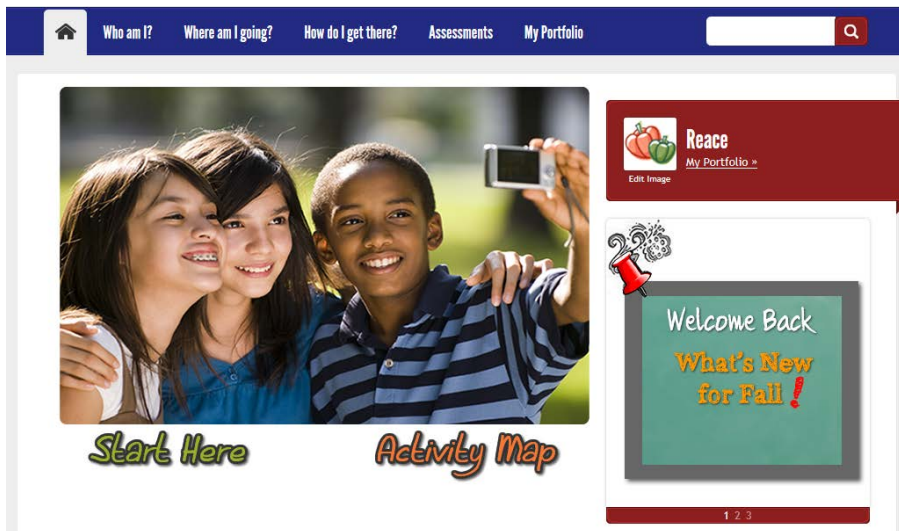 Who am I? Where am I going? How do I get there? Assessments My Portfolio
Reace
My Portfolio »
Edit Image
Welcome Back
What's New
for Fall!
Start Here Activity Map
1 2 3